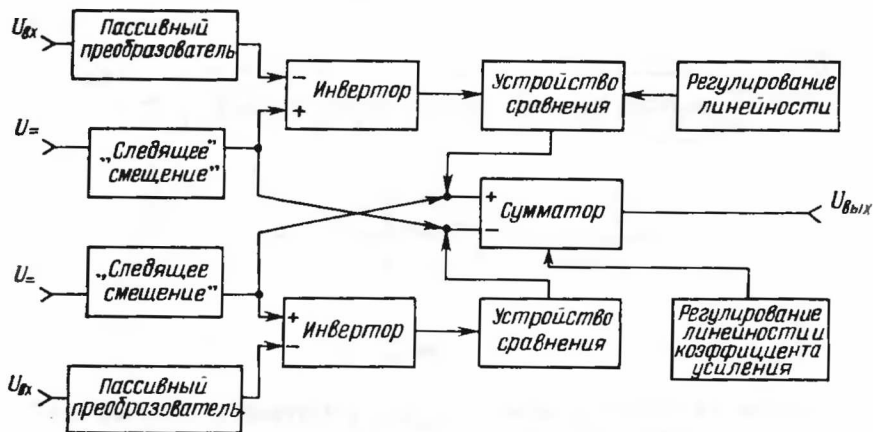 Uвх
Пассивный
преобразователь
Инвертор
−
+
Устройство
сравнения
Регулирование
линейности
U=
„Следящее"
смещение"
+
−
Сумматор
Uвых
U=
„Следящее
смещение"
+
−
Инвертор
Устройство
сравнения
Регулирование
линейности и
коэффициента
усиления
Uвх
Пассивный
преобразователь